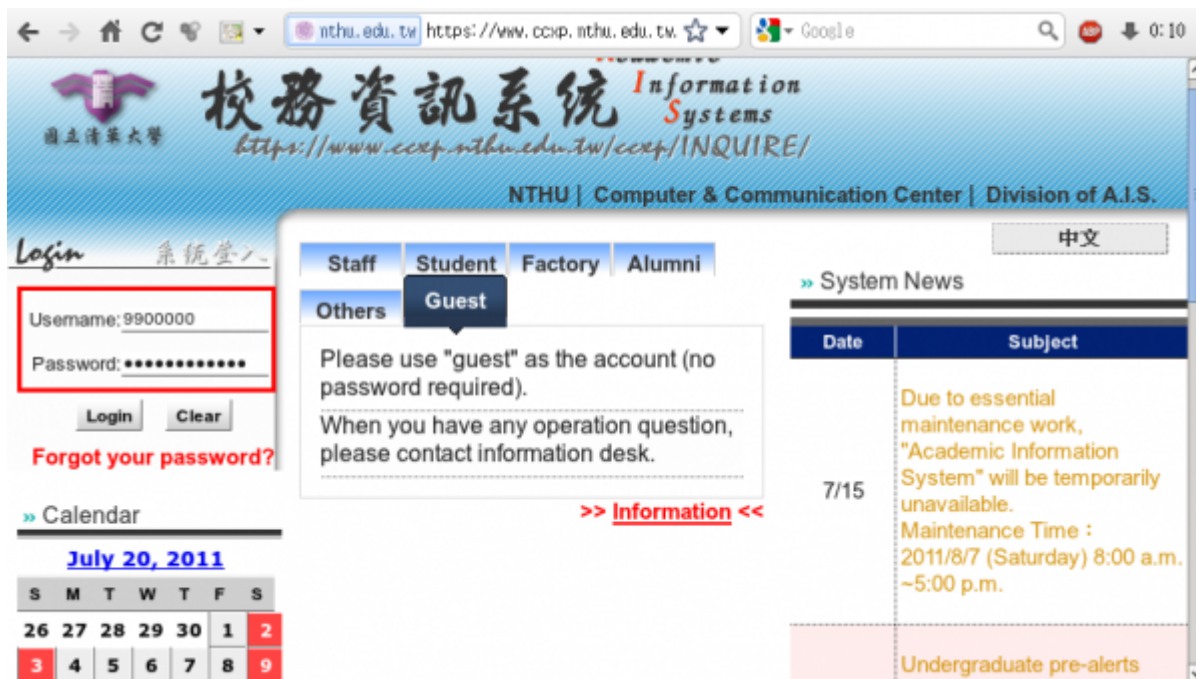 nthu.edu.tw https://www.ccxp.nthu.edu.tw. Google ABP 0:10
Academic
國立清華大學 校務資訊系統 Information
Systems
https://www.ccxp.nthu.edu.tw/ccxp/INQUIRE/
NTHU | Computer & Communication Center | Division of A.I.S.
中文
Login 系統登入
Username: 9900000
Password: ••••••••••••
Login Clear
Forgot your password?
Staff Student Factory Alumni
Others Guest
Please use "guest" as the account (no
password required).
When you have any operation question,
please contact information desk.
>> Information <<
» System News
Date Subject
7/15
Due to essential
maintenance work,
"Academic Information
System" will be temporarily
unavailable.
Maintenance Time：
2011/8/7 (Saturday) 8:00 a.m.
~5:00 p.m.
Undergraduate pre-alerts
» Calendar
July 20, 2011
S M T W T F S
26 27 28 29 30 1 2
3 4 5 6 7 8 9